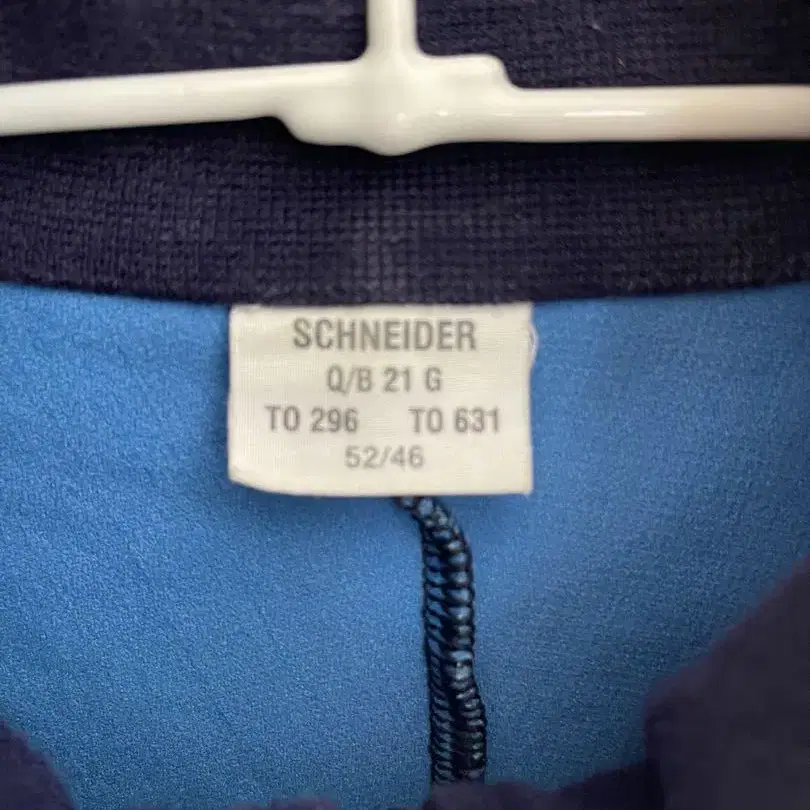 SCHNEIDER
Q/B 21 G
TO 296 TO 631
52/46